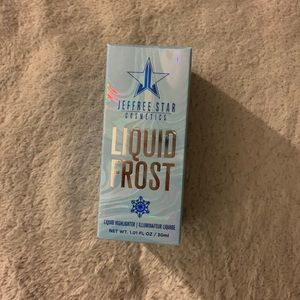 JEFFREE STAR
COSMETICS
LIQUID
FROST
LIQUID HIGHLIGHTER | ILLUMINATEUR LIQUIDE
NET WT. 1.01 FL OZ / 30ml